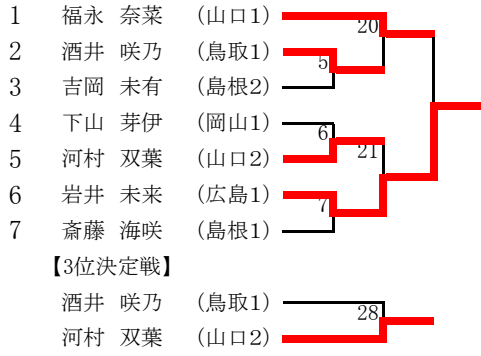 1 福永 奈菜 (山口1)
20
2 酒井 咲乃 (鳥取1)
5
3 吉岡 未有 (島根2)
4 下山 芽伊 (岡山1)
6
5 河村 双葉 (山口2)
21
6 岩井 未来 (広島1)
7
7 斎藤 海咲 (島根1)
【3位決定戦】
酒井 咲乃 (鳥取1)
28
河村 双葉 (山口2)